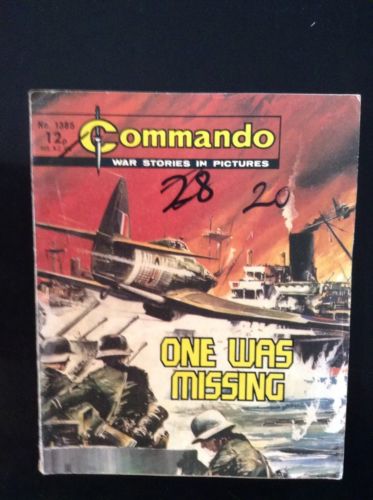 No. 1385
12p
Commando
WAR STORIES IN PICTURES
28 20
ONE WAS
MISSING